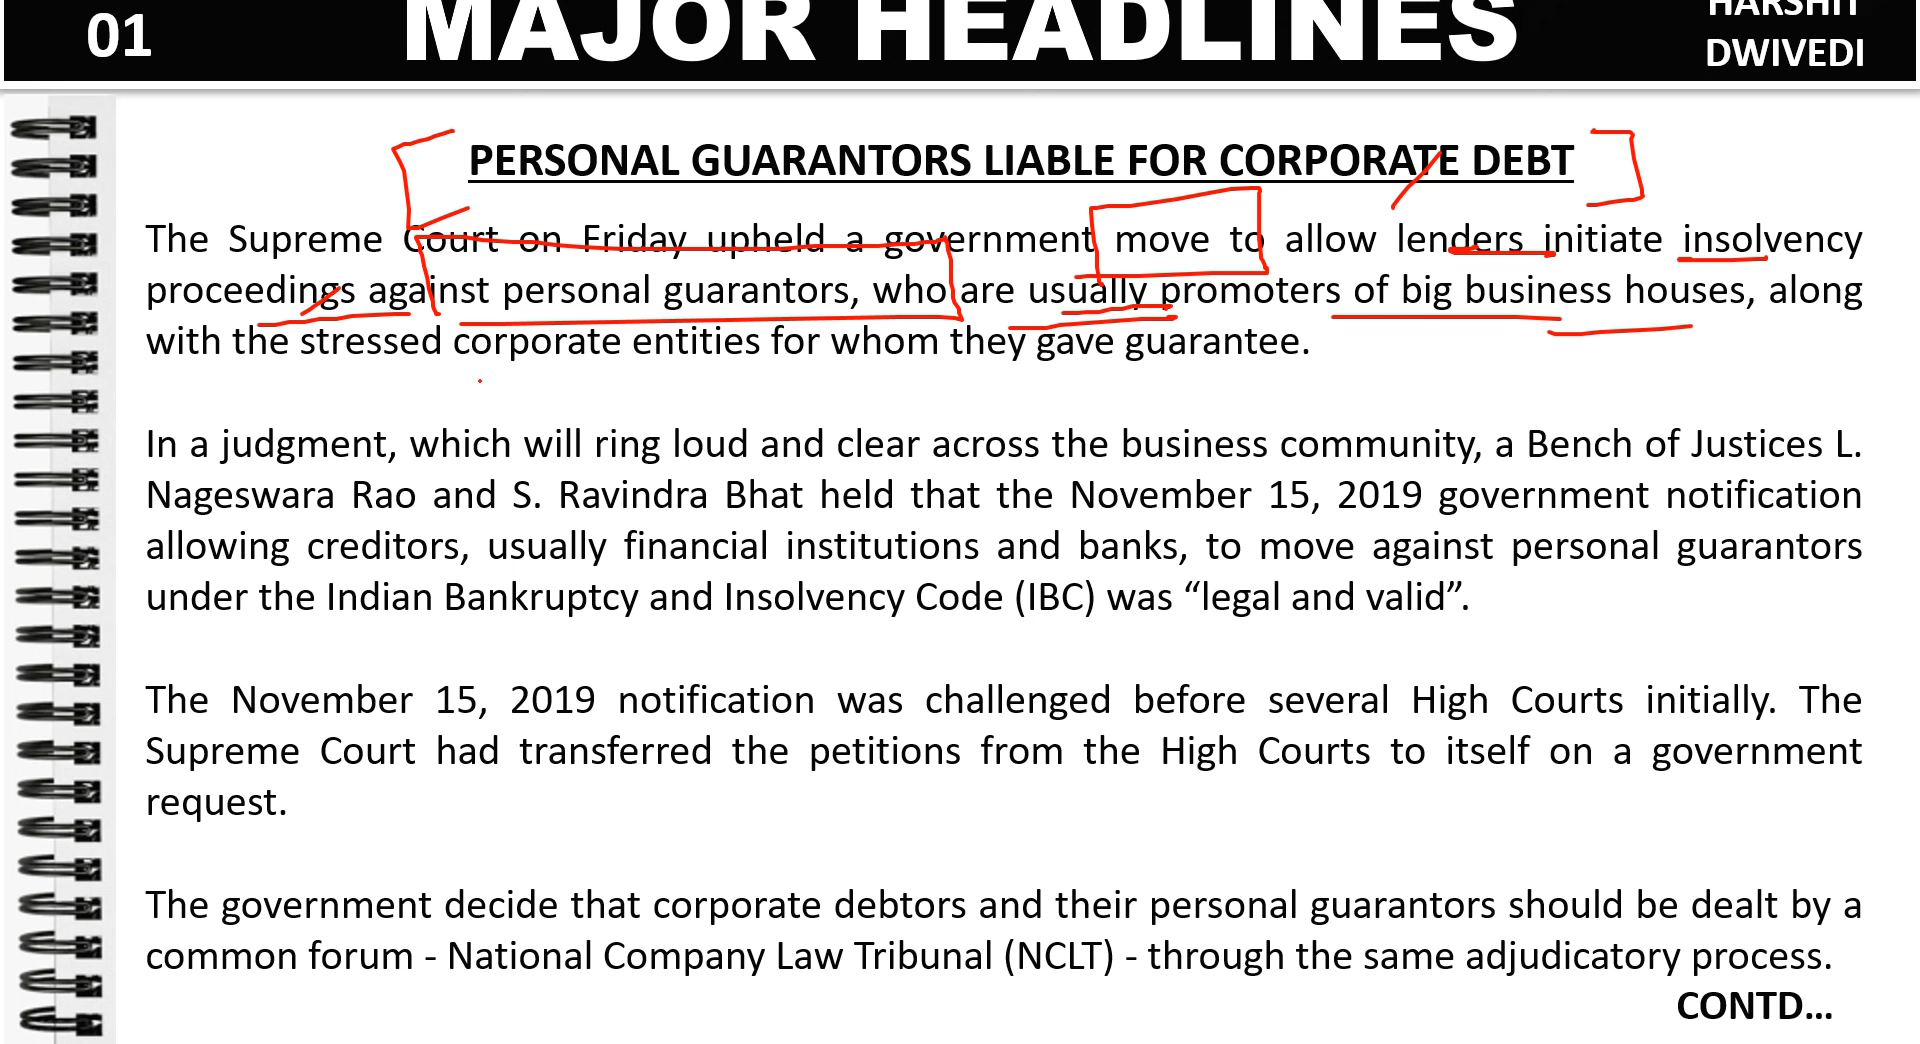 01
MAJOR HEADLINES
HARSHIT
DWIVEDI
PERSONAL GUARANTORS LIABLE FOR CORPORATE DEBT
The Supreme Court on Friday upheld a government move to allow lenders initiate insolvency
proceedings against personal guarantors, who are usually promoters of big business houses, along
with the stressed corporate entities for whom they gave guarantee.
In a judgment, which will ring loud and clear across the business community, a Bench of Justices L.
Nageswara Rao and S. Ravindra Bhat held that the November 15, 2019 government notification
allowing creditors, usually financial institutions and banks, to move against personal guarantors
under the Indian Bankruptcy and Insolvency Code (IBC) was “legal and valid”.
The November 15, 2019 notification was challenged before several High Courts initially. The
Supreme Court had transferred the petitions from the High Courts to itself on a government
request.
The government decide that corporate debtors and their personal guarantors should be dealt by a
common forum - National Company Law Tribunal (NCLT) - through the same adjudicatory process.
CONTD...